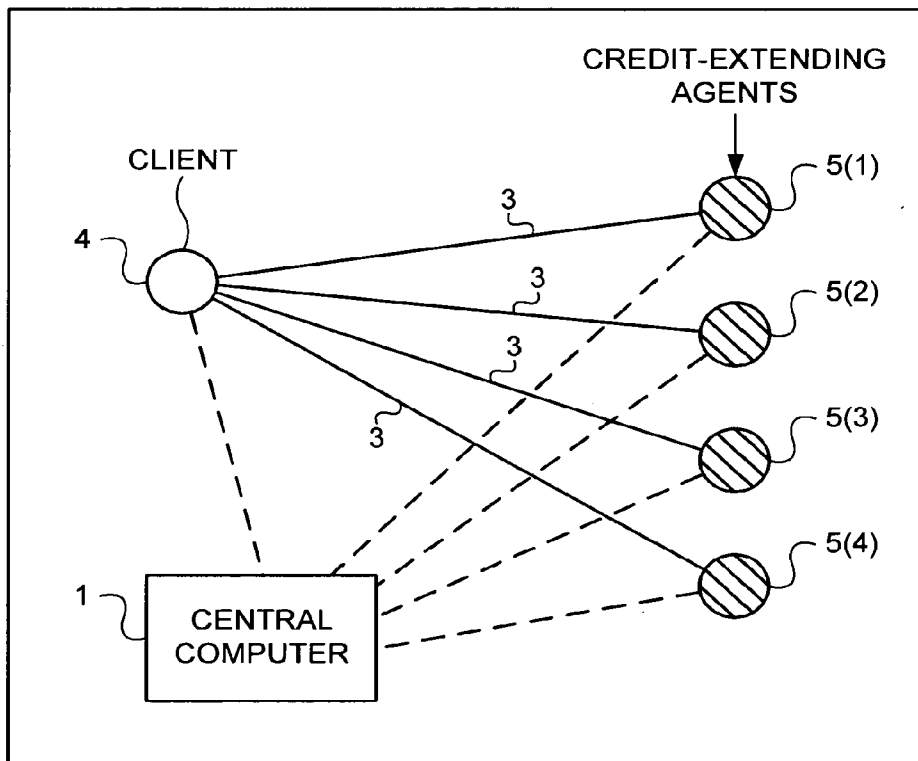 CREDIT-EXTENDING
AGENTS
CLIENT
5(1)
3
4
3
5(2)
3
3
5(3)
5(4)
1
CENTRAL
COMPUTER